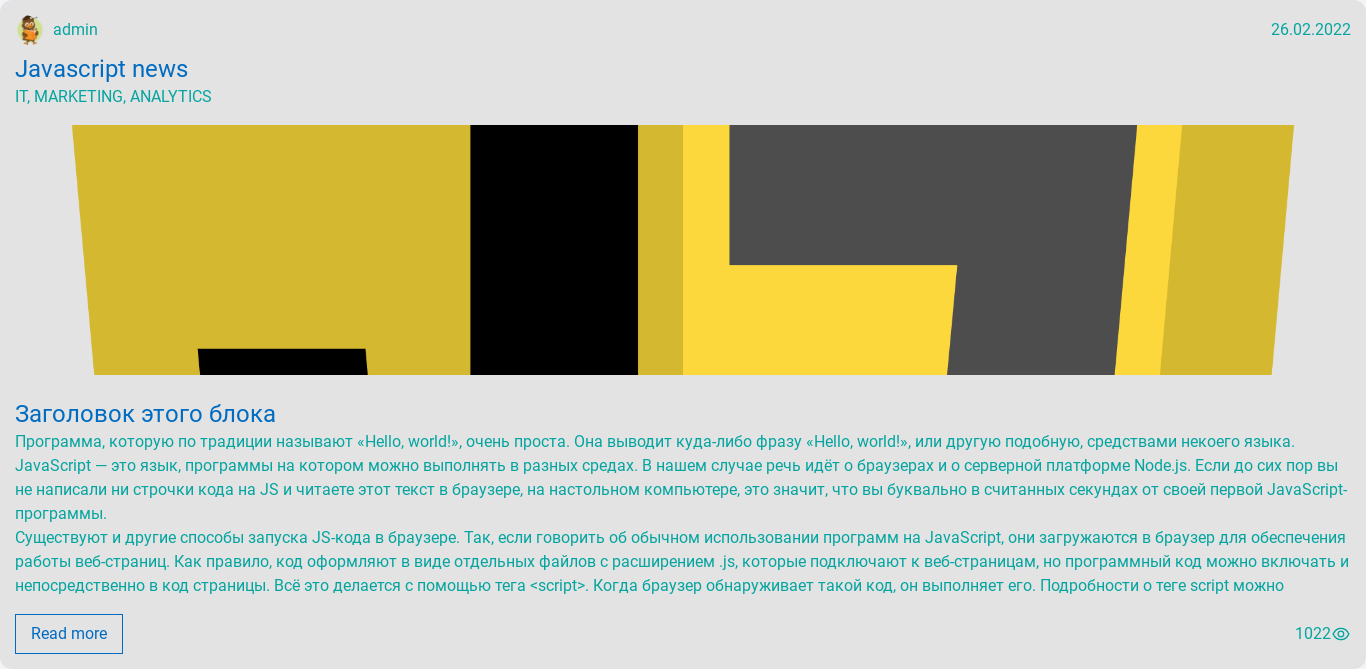 admin
26.02.2022
Javascript news
IT, MARKETING, ANALYTICS
Заголовок этого блока
Программа, которую по традиции называют «Hello, world!», очень проста. Она выводит куда-либо фразу «Hello, world!», или другую подобную, средствами некоего языка.
JavaScript — это язык, программы на котором можно выполнять в разных средах. В нашем случае речь идёт о браузерах и о серверной платформе Node.js. Если до сих пор вы
не написали ни строчки кода на JS и читаете этот текст в браузере, на настольном компьютере, это значит, что вы буквально в считанных секундах от своей первой JavaScript-
программы.
Существуют и другие способы запуска JS-кода в браузере. Так, если говорить об обычном использовании программ на JavaScript, они загружаются в браузер для обеспечения
работы веб-страниц. Как правило, код оформляют в виде отдельных файлов с расширением .js, которые подключают к веб-страницам, но программный код можно включать и
непосредственно в код страницы. Всё это делается с помощью тега <script>. Когда браузер обнаруживает такой код, он выполняет его. Подробности о теге script можно
Read more
1022